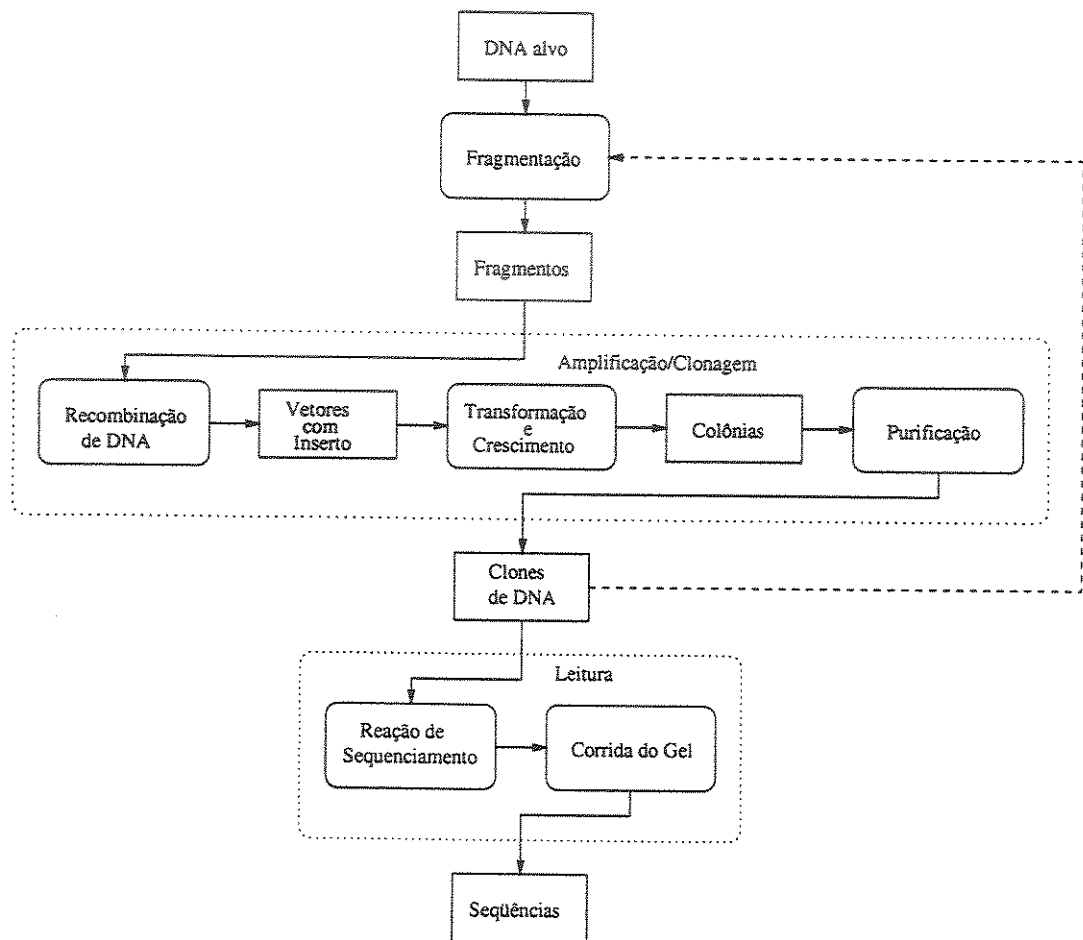 DNA alvo
Fragmentação
Fragmentos
Amplificação/Clonagem
Recombinação
de DNA
Vetores
com
Inserto
Transformação
e
Crescimento
Colônias
Purificação
Clones
de DNA
Leitura
Reação de
Sequenciamento
Corrida do Gel
Seqüências